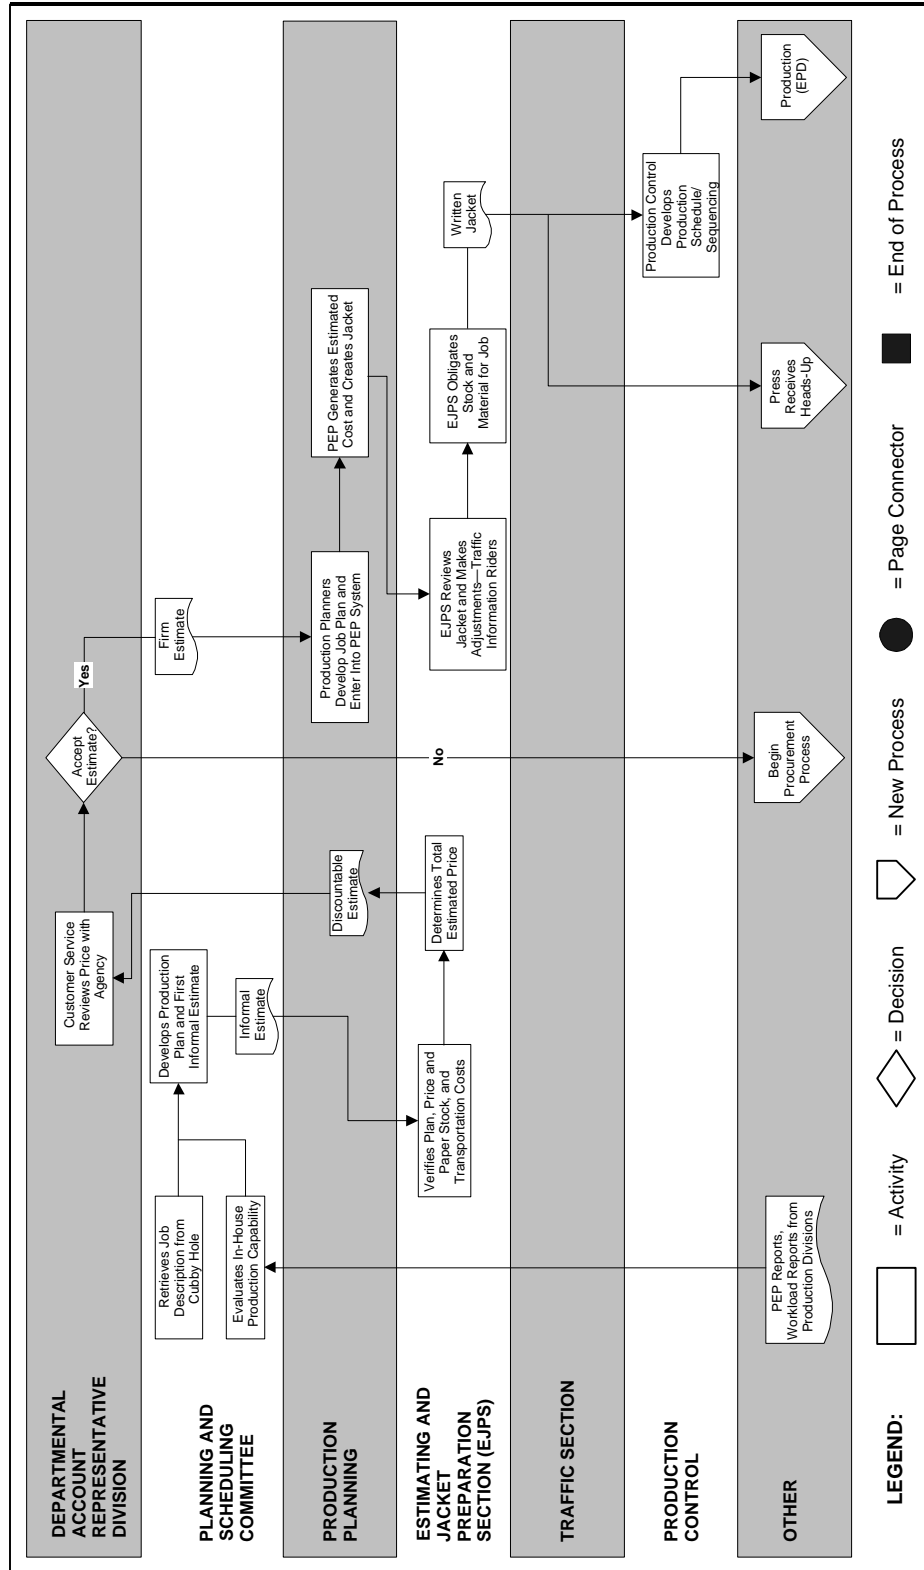 DEPARTMENTAL
ACCOUNT
REPRESENTATIVE
DIVISION
Customer Service
Reviews Price with
Agency
Accept
Estimate?
Yes
PLANNING AND
SCHEDULING
COMMITTEE
Retrieves Job
Description from
Cubby Hole
Evaluates In-House
Production Capability
Develops Production
Plan and First
Informal Estimate
Informal
Estimate
Firm
Estimate
PRODUCTION
PLANNING
Discountable
Estimate
Production Planners
Develop Job Plan and
Enter Into PEP System
PEP Generates Estimated
Cost and Creates Jacket
ESTIMATING AND
JACKET
PREPARATION
SECTION (EJPS)
Verifies Plan, Price and
Paper Stock, and
Transportation Costs
Determines Total
Estimated Price
No
EJPS Reviews
Jacket and Makes
Adjustments—Traffic
Information Riders
EJPS Obligates
Stock and
Material for Job
Written
Jacket
TRAFFIC SECTION
PRODUCTION
CONTROL
Production Control
Develops
Production
Schedule/
Sequencing
OTHER
PEP Reports,
Workload Reports from
Production Divisions
Begin
Procurement
Process
Press
Receives
Heads-Up
Production
(EPD)
LEGEND:
= Activity
= Decision
= New Process
= Page Connector
= End of Process